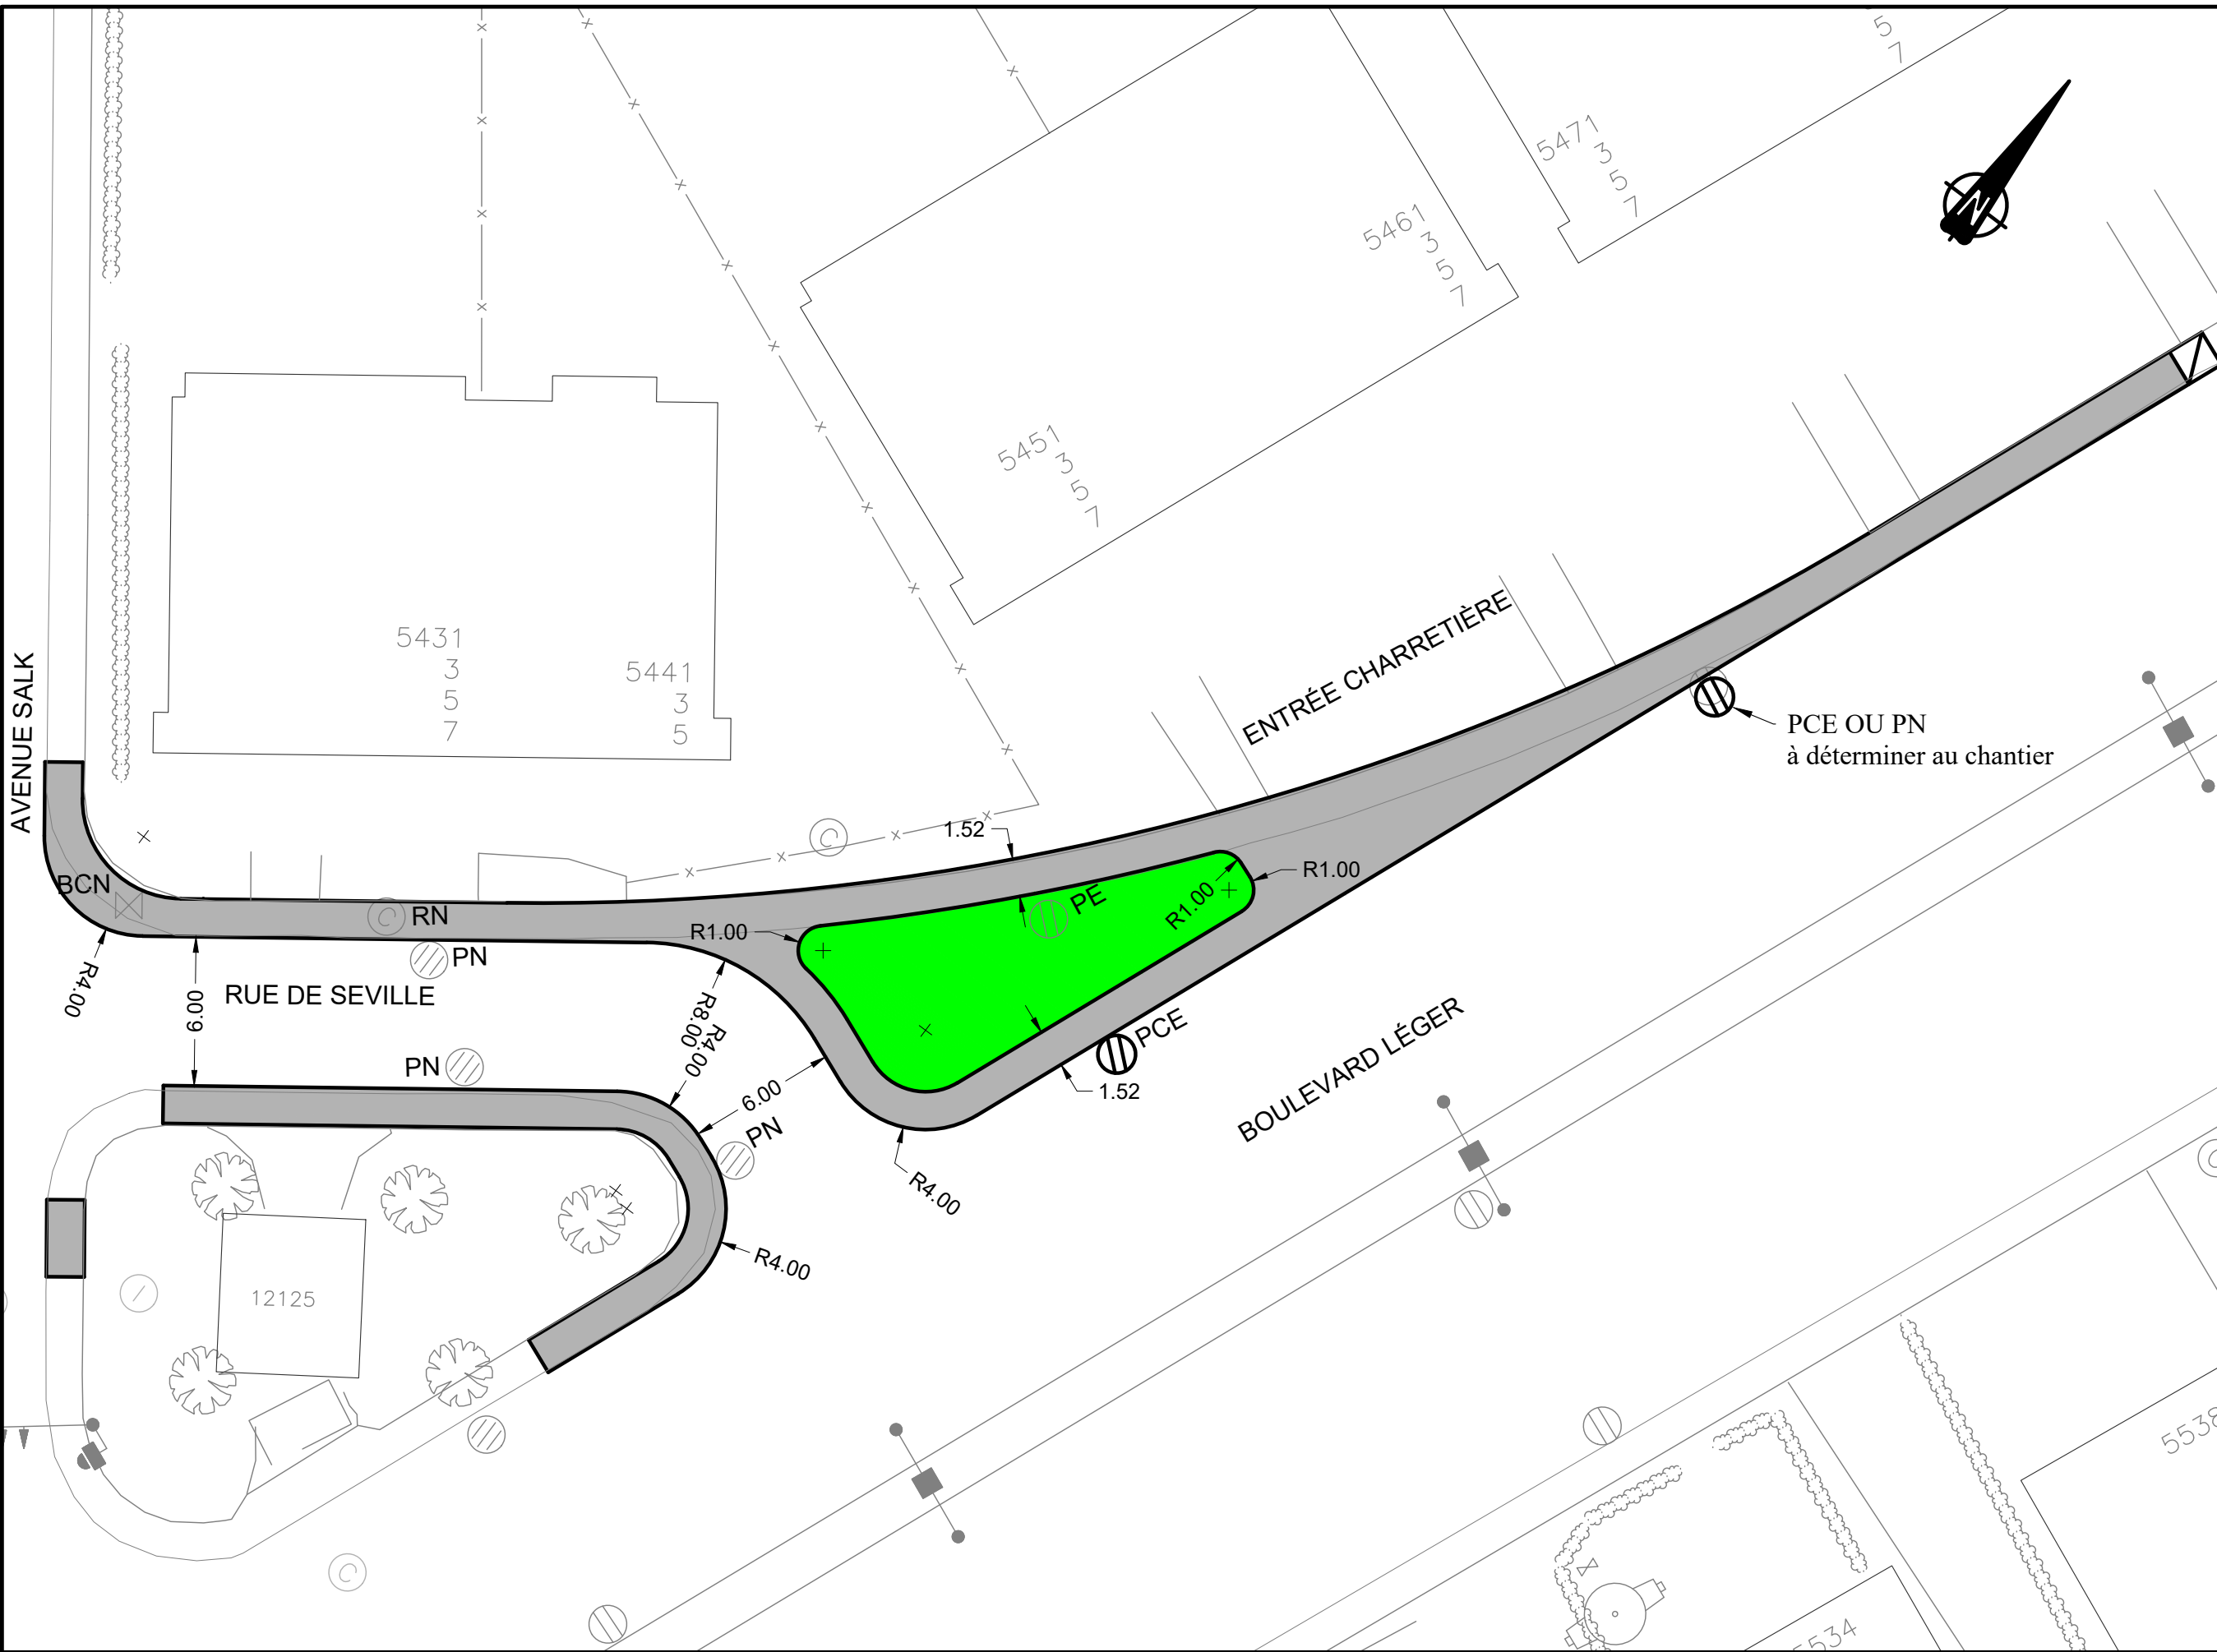 5
7
5471
3
5
7
5461
3
5
7
N
5451
3
5
7
5431
3
5
7
5441
3
5
AVENUE SALK
ENTRÉE CHARRETIÈRE
PCE OU PN
à déterminer au chantier
1.52
BCN
RN
PE
R1.00
R1.00
R1.00
PN
R4.00
6.00
RUE DE SEVILLE
R8.00
R4.00
PCE
BOULEVARD LÉGER
PN
6.00
1.52
PN
R4.00
R4.00
12125
5538
5534